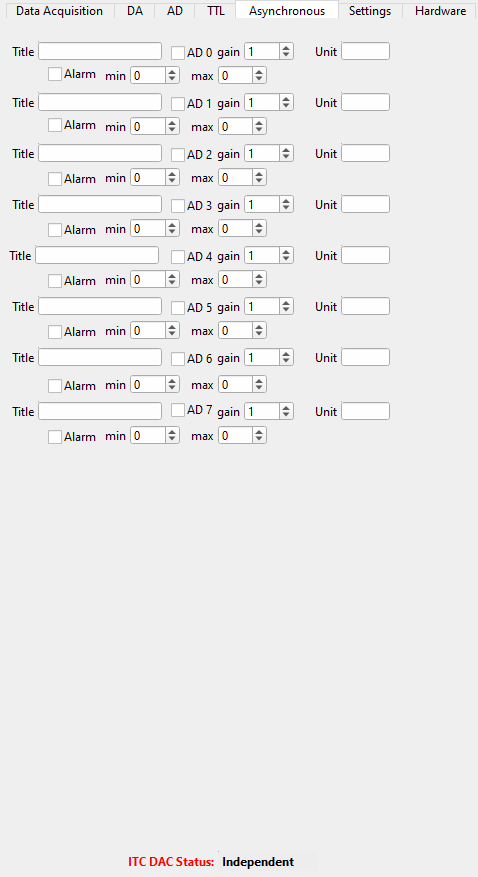 Data Acquisition DA AD TTL Asynchronous Settings Hardware
Title AD 0 gain 1 Unit
Alarm min 0 max 0
Title AD 1 gain 1 Unit
Alarm min 0 max 0
Title AD 2 gain 1 Unit
Alarm min 0 max 0
Title AD 3 gain 1 Unit
Alarm min 0 max 0
Title AD 4 gain 1 Unit
Alarm min 0 max 0
Title AD 5 gain 1 Unit
Alarm min 0 max 0
Title AD 6 gain 1 Unit
Alarm min 0 max 0
Title AD 7 gain 1 Unit
Alarm min 0 max 0
ITC DAC Status: Independent